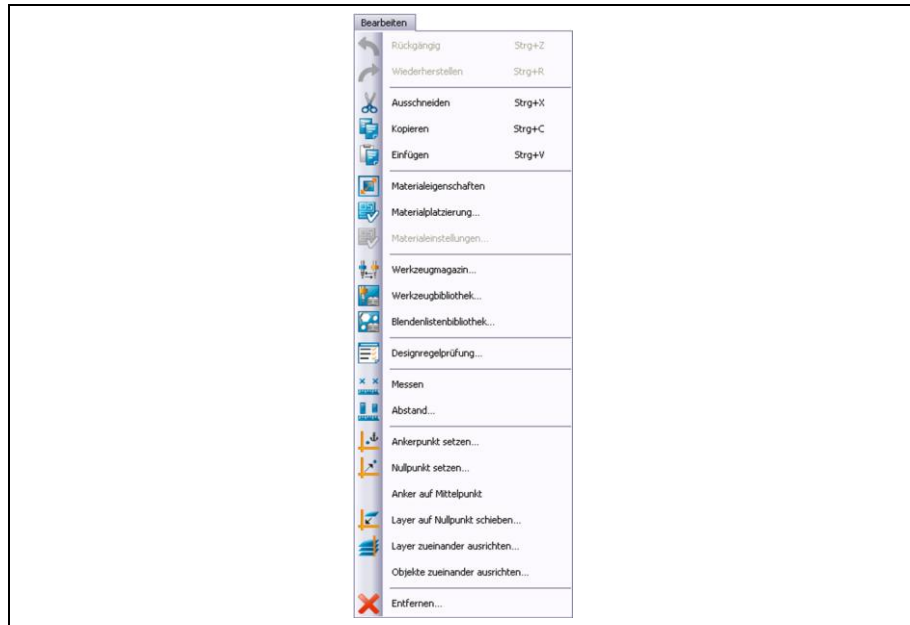 Bearbeiten
Rückgängig Strg+Z
Wiederherstellen Strg+R
Ausschneiden Strg+X
Kopieren Strg+C
Einfügen Strg+V
Materialeigenschaften
Materialplatzierung...
Materialeinstellungen...
Werkzeugmagazin...
Werkzeugbibliothek...
Blendenlistenbibliothek...
Designregelprüfung...
Messen
Abstand...
Ankerpunkt setzen...
Nullpunkt setzen...
Anker auf Mittelpunkt
Layer auf Nullpunkt schieben...
Layer zueinander ausrichten...
Objekte zueinander ausrichten...
Entfernen...